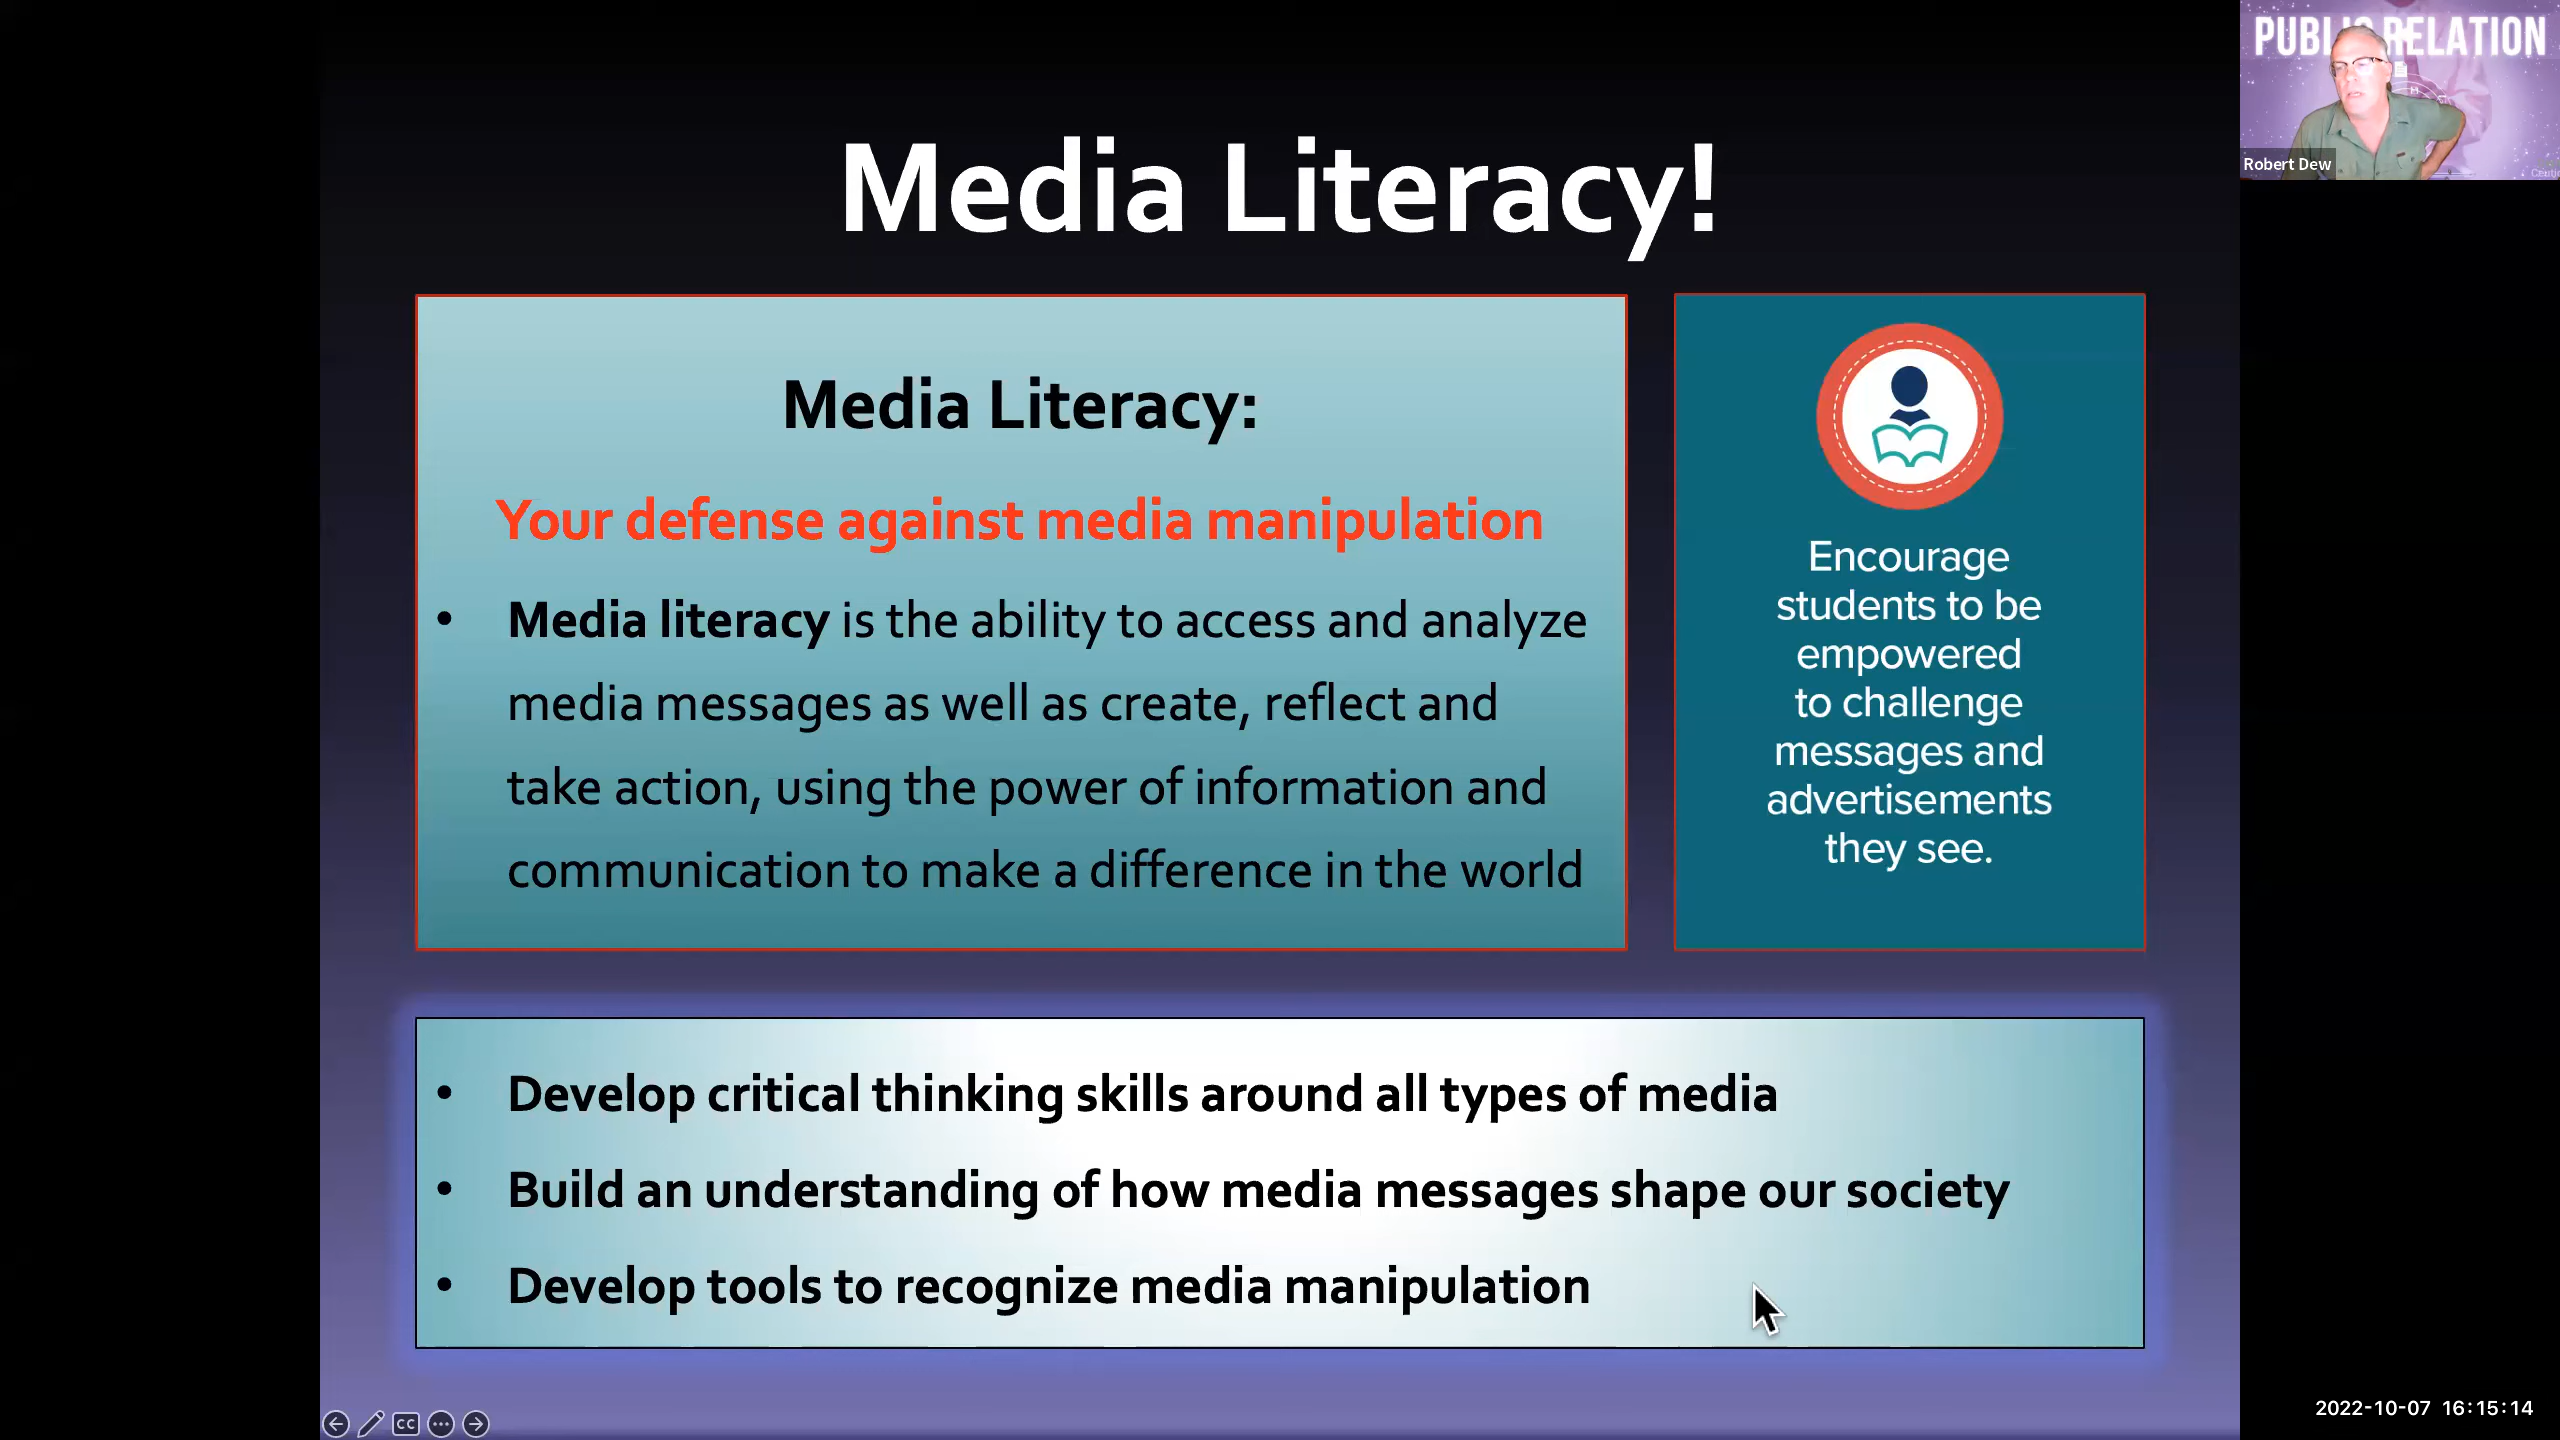 PUBLIC RELATION
Robert Dew
Media Literacy!
Media Literacy:
Your defense against media manipulation
• Media literacy is the ability to access and analyze
media messages as well as create, reflect and
take action, using the power of information and
communication to make a difference in the world
Encourage
students to be
empowered
to challenge
messages and
advertisements
they see.
• Develop critical thinking skills around all types of media
• Build an understanding of how media messages shape our society
• Develop tools to recognize media manipulation
CC
2022-10-07 16:15:14